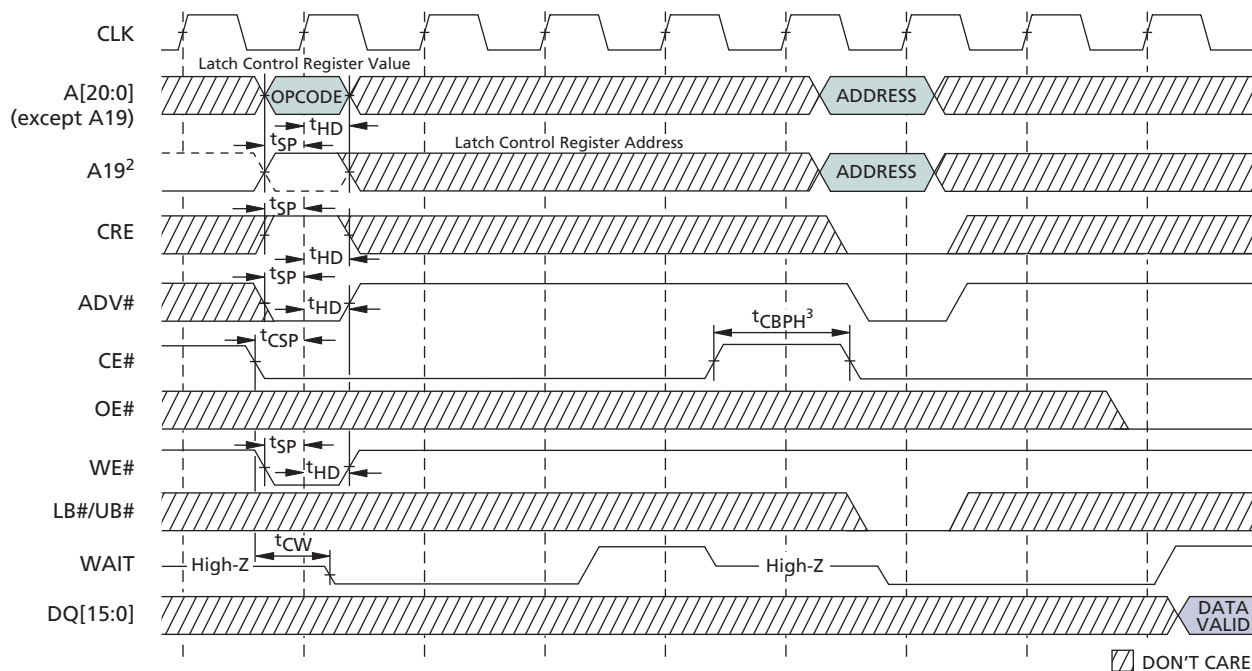 CLK
Latch Control Register Value
A[20:0]
(except A19)
OPCODE
ADDRESS
tHD
tSP
Latch Control Register Address
A19²
ADDRESS
tSP
CRE
tHD
tSP
ADV#
tHD
tCBPH³
tCSP
CE#
OE#
tSP
WE#
tHD
LB#/UB#
tCW
WAIT
High-Z
High-Z
DQ[15:0]
DATA
VALID
DON'T CARE